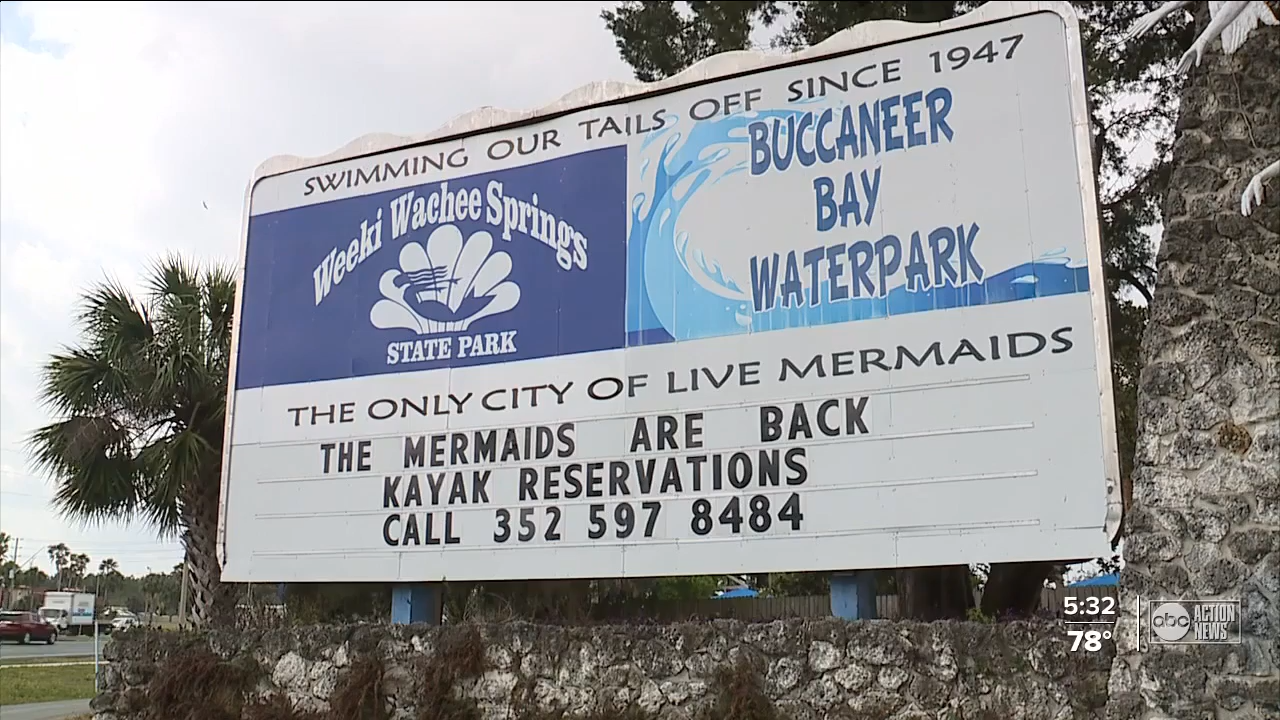 SWIMMING OUR TAILS OFF SINCE 1947
Weeki Wachee Springs
STATE PARK
BUCCANEER
BAY
WATERPARK
THE ONLY CITY OF LIVE MERMAIDS
THE MERMAIDS ARE BACK
KAYAK RESERVATIONS
CALL 352 597 8484
5:32
78°
abc ACTION NEWS